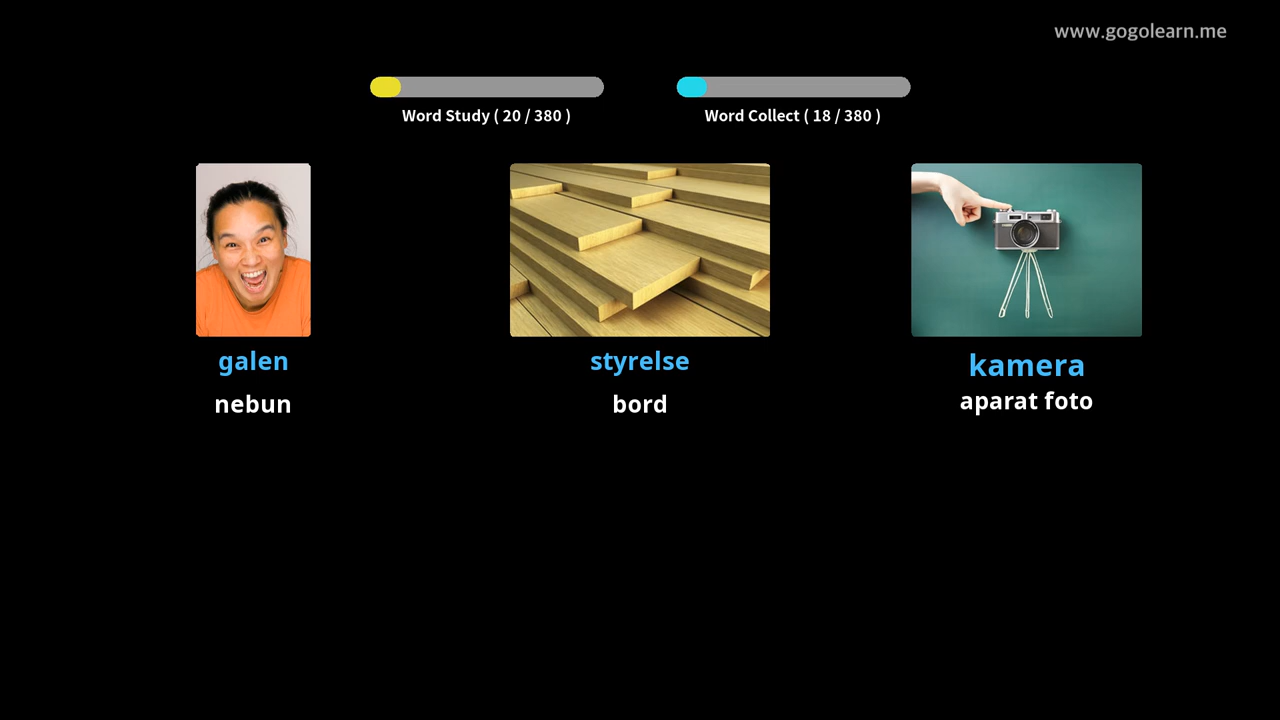 www.gogolearn.me
Word Study ( 20 / 380 )
Word Collect ( 18 / 380 )
galen
nebun
styrelse
bord
kamera
aparat foto